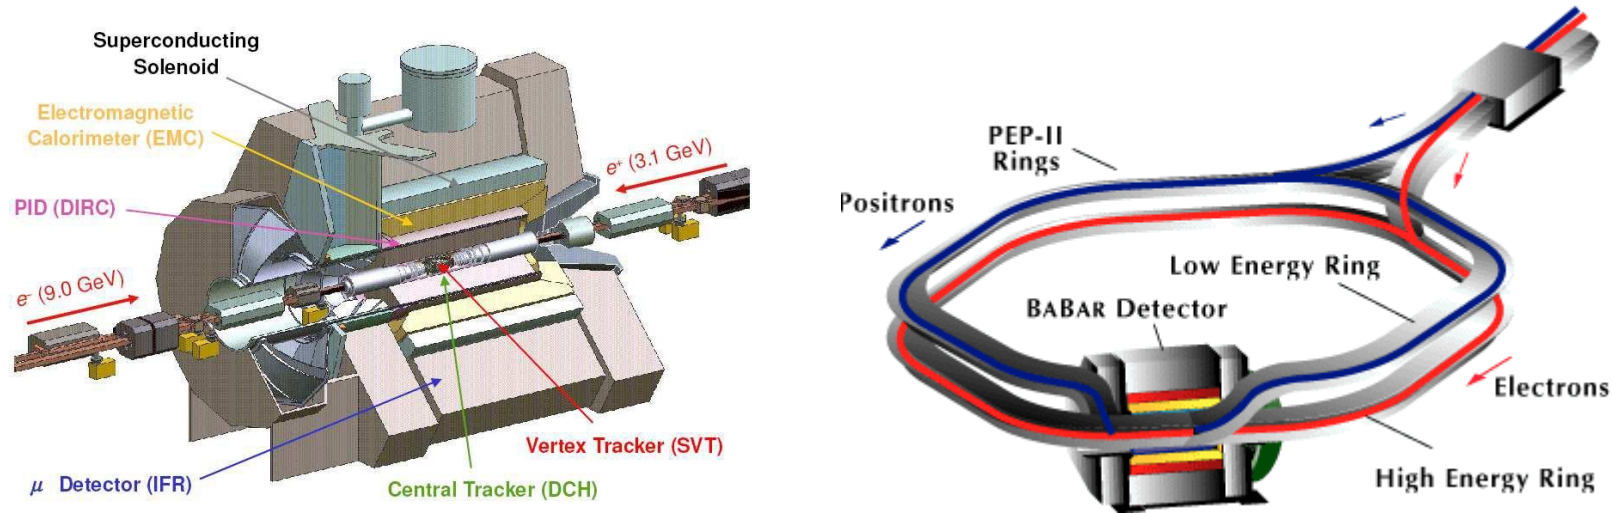 Superconducting
Solenoid
Electromagnetic
Calorimeter (EMC)
PID (DIRC)
e⁻ (9.0 GeV)
e⁺ (3.1 GeV)
Vertex Tracker (SVT)
μ Detector (IFR)
Central Tracker (DCH)
PEP-II
Rings
Positrons
Low Energy Ring
BABAR Detector
Electrons
High Energy Ring